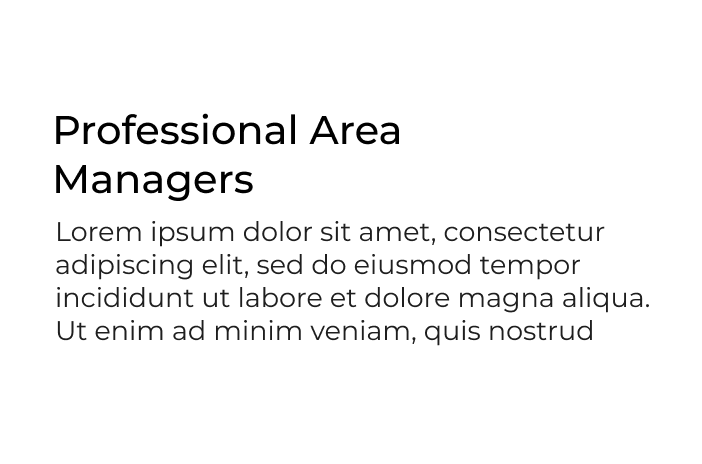 Professional Area
Managers
Lorem ipsum dolor sit amet, consectetur
adipiscing elit, sed do eiusmod tempor
incididunt ut labore et dolore magna aliqua.
Ut enim ad minim veniam, quis nostrud